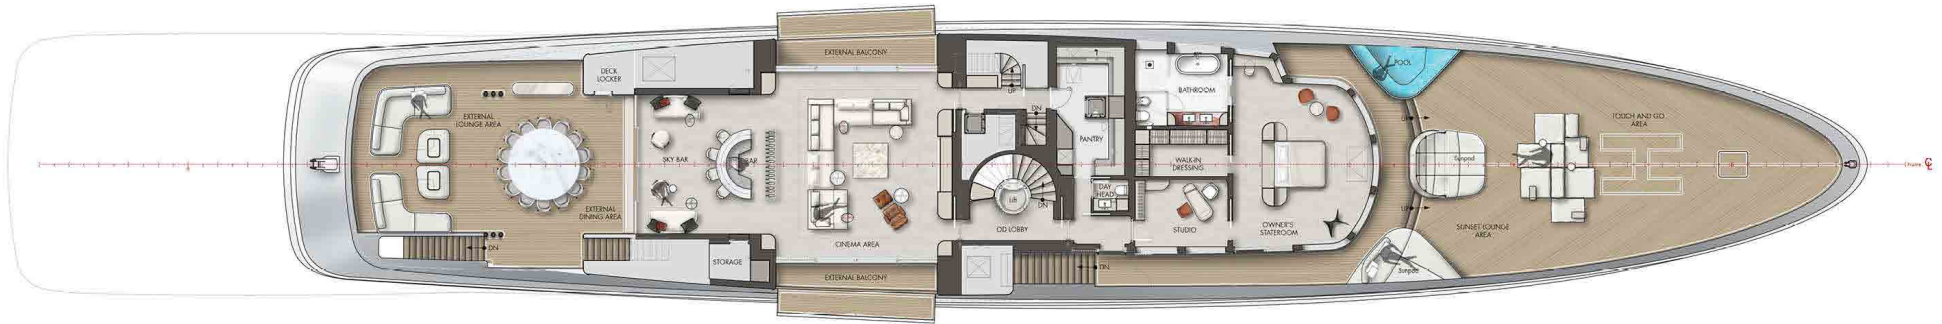 EXTERNAL BALCONY
DECK
LOCKER
POOL
UP
BATHROOM
EXTERNAL
LOUNGE AREA
DN
TOUCH AND GO
AREA
PANTRY
SKY BAR
BAR
WALK-IN
DRESSING
Sunpad
DAY
HEAD
Lift
DN
EXTERNAL
DINING AREA
OD LOBBY
STUDIO
OWNER'S
STATEROOM
SUNSET LOUNGE
AREA
DN
CINEMA AREA
STORAGE
DN
Sunpad
EXTERNAL BALCONY